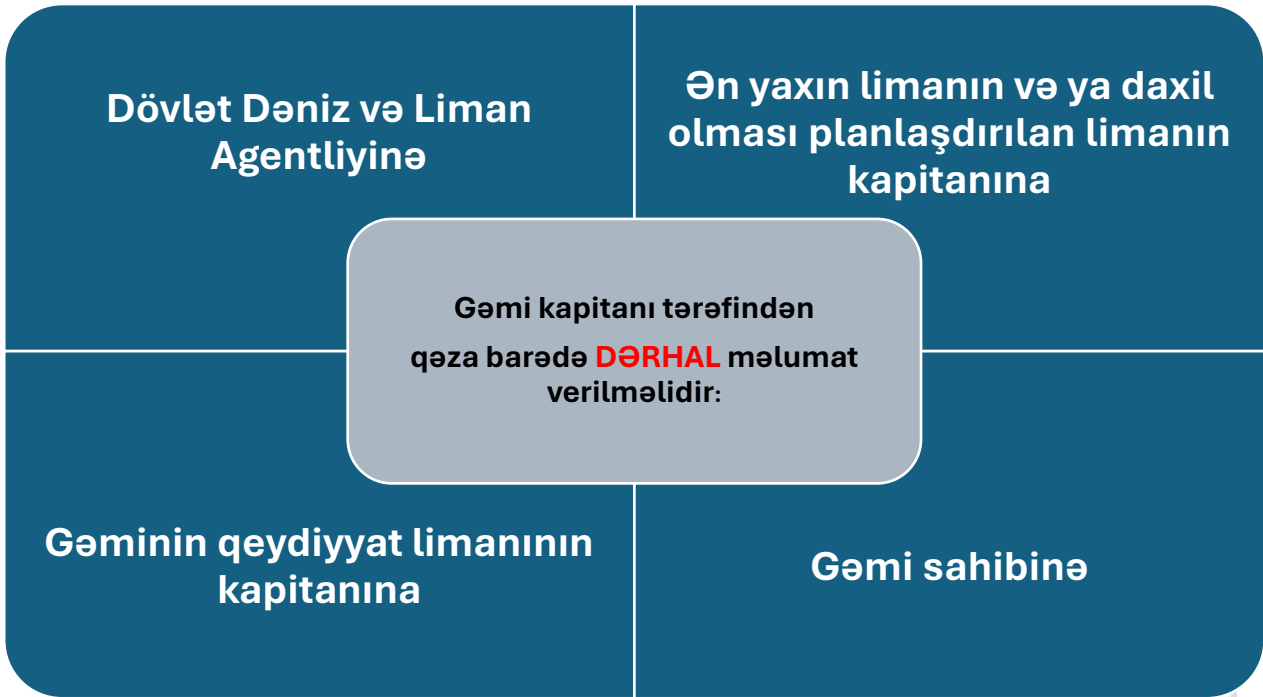 Dövlət Dəniz və Liman
Agentliyinə
Ən yaxın limanın və ya daxil
olması planlaşdırılan limanın
kapitanına
Gəmi kapitanı tərəfindən
qəza barədə DƏRHAL məlumat
verilməlidir:
Gəminin qeydiyyat limanının
kapitanına
Gəmi sahibinə